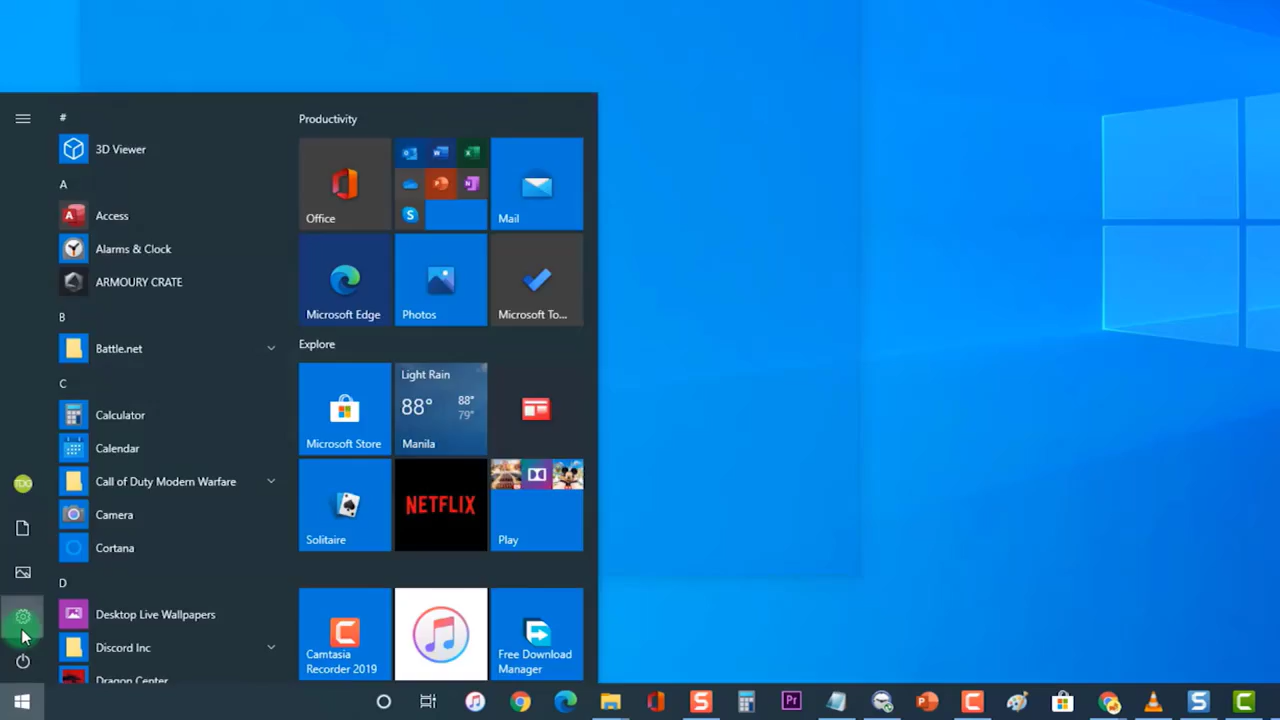 #
3D Viewer
A
Access
Alarms & Clock
ARMOURY CRATE
B
Battle.net
C
Calculator
Calendar
Call of Duty Modern Warfare
Camera
Cortana
D
Desktop Live Wallpapers
Discord Inc
Dragon Center
TDG
Productivity
Office
Mail
Microsoft Edge
Photos
Microsoft To...
Explore
Microsoft Store
Light Rain
88°
88°
79°
Manila
Solitaire
NETFLIX
Play
Camtasia
Recorder 2019
Free Download
Manager